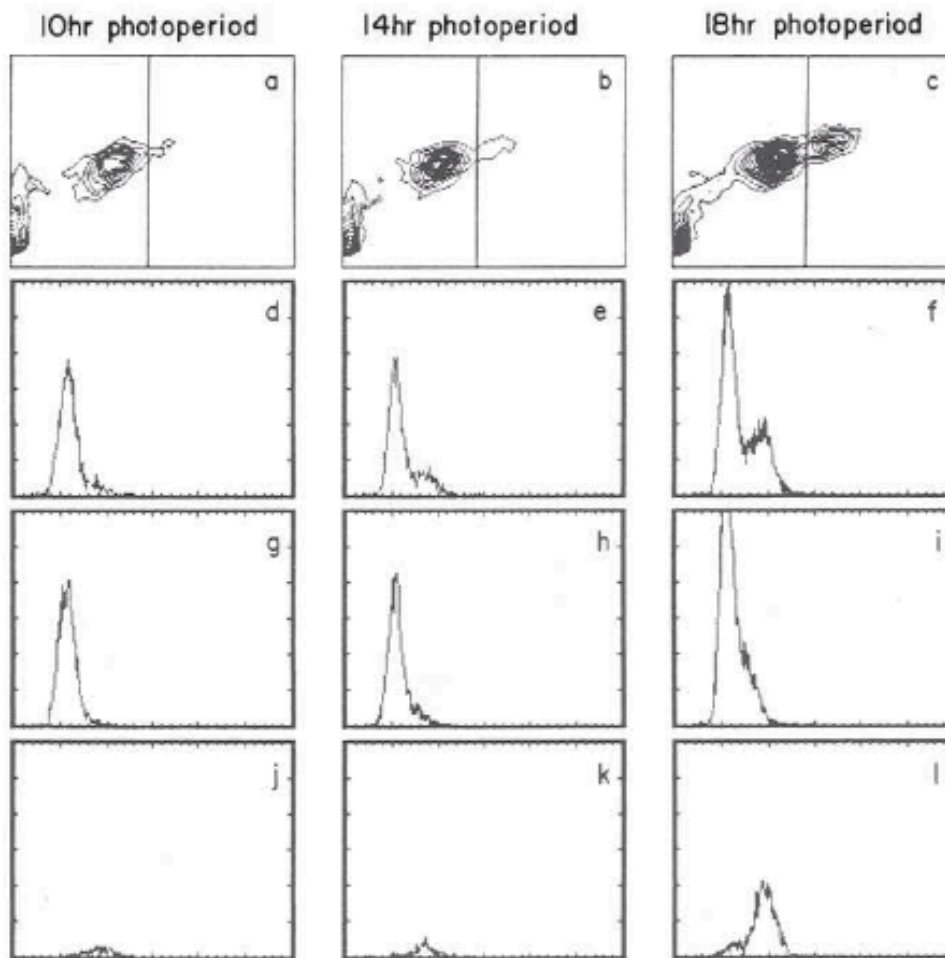 10hr photoperiod 14hr photoperiod 18hr photoperiod
a b c
d e f
g h i
j k l